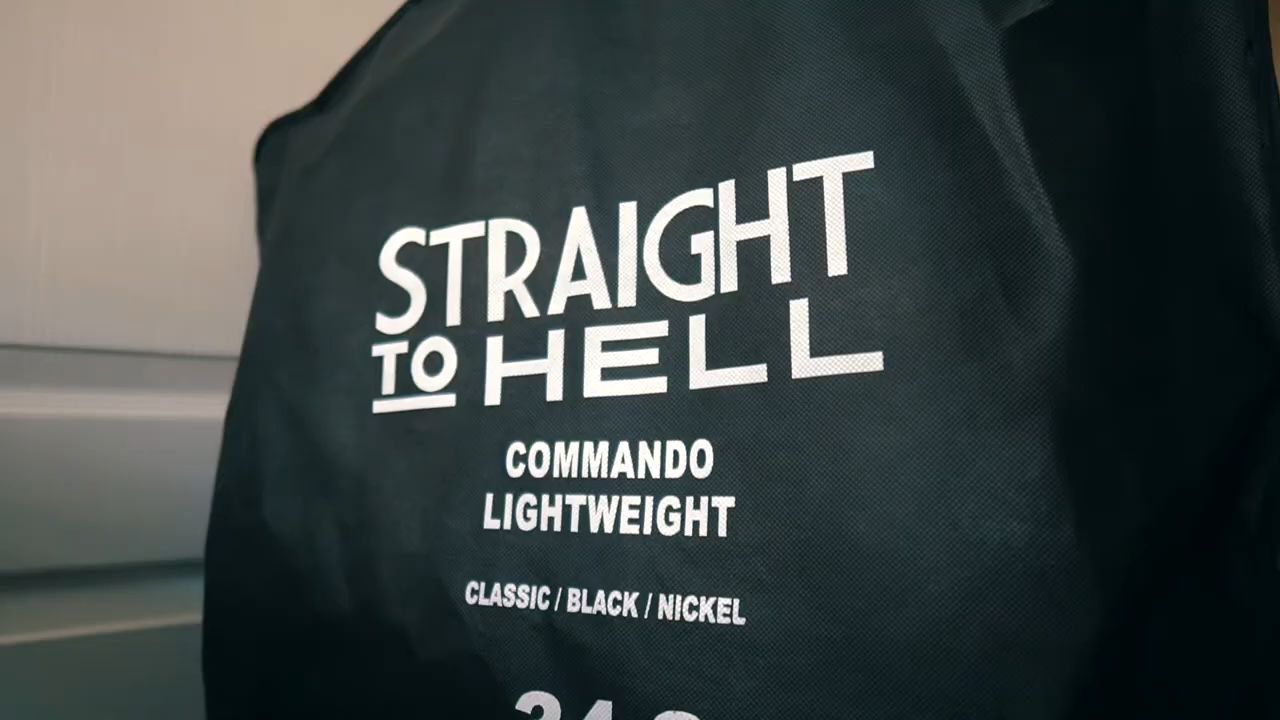 STRAIGHT
TO HELL
COMMANDO
LIGHTWEIGHT
CLASSIC / BLACK / NICKEL